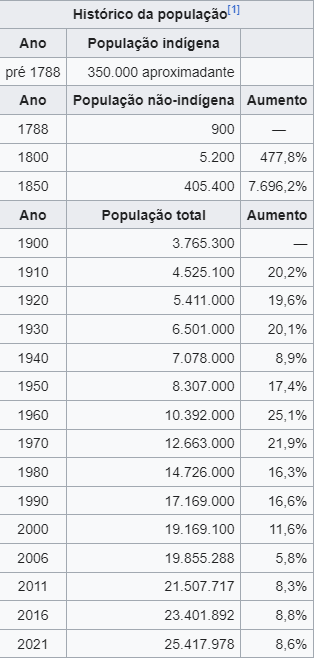 Histórico da população[1]
Ano População indígena
pré 1788 350.000 aproximadante
Ano População não-indígena Aumento
1788 900 —
1800 5.200 477,8%
1850 405.400 7.696,2%
Ano População total Aumento
1900 3.765.300 —
1910 4.525.100 20,2%
1920 5.411.000 19,6%
1930 6.501.000 20,1%
1940 7.078.000 8,9%
1950 8.307.000 17,4%
1960 10.392.000 25,1%
1970 12.663.000 21,9%
1980 14.726.000 16,3%
1990 17.169.000 16,6%
2000 19.169.100 11,6%
2006 19.855.288 5,8%
2011 21.507.717 8,3%
2016 23.401.892 8,8%
2021 25.417.978 8,6%